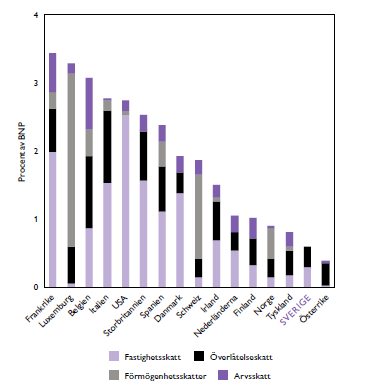 Procent av BNP
4
3
2
1
0
Frankrike
Luxemburg
Belgien
Italien
USA
Storbritannien
Spanien
Danmark
Schweiz
Irland
Nederländerna
Finland
Norge
Tyskland
SVERIGE
Österrike
Fastighetsskatt
Överlåtelseskatt
Förmögenhetsskatter
Arvsskatt